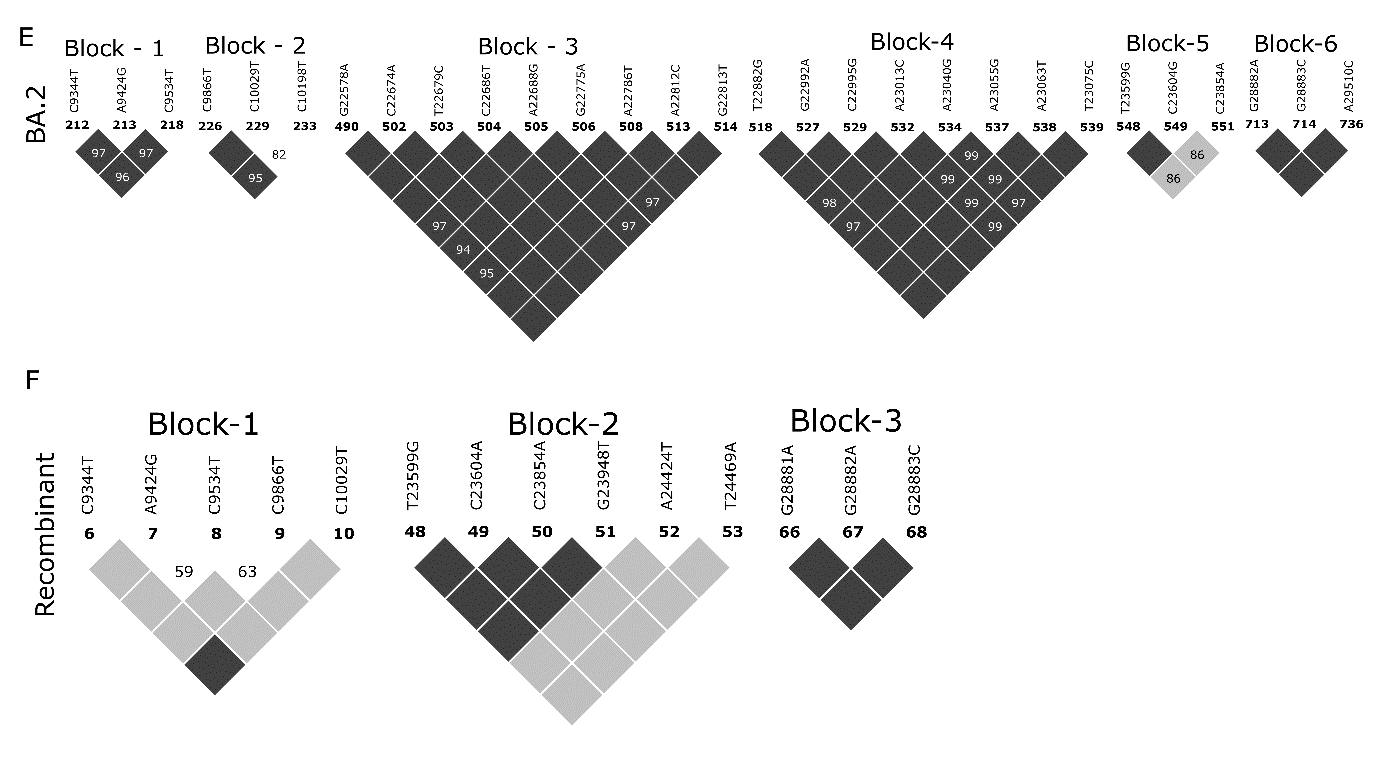 E
BA.2
Block - 1 Block - 2 Block - 3 Block-4 Block-5 Block-6
C9344T A9424G C9534T C9866T C10029T C10198T G22578A C22674A T22679C C22686T A22688G G22775A A22786T A22812C G22813T T22882G G22992A C22995G A23013C A23040G A23055G A23063T T23075C T23599G C23604G C23854A G28882A G28883C A29510C
212 213 218 226 229 233 490 502 503 504 505 506 508 513 514 518 527 529 532 534 537 538 539 548 549 551 713 714 736
97 97 82 99 86
96 95 99 99 86
97 98 99 97
97 97 97 99
94
95
F
Recombinant
Block-1 Block-2 Block-3
C9344T A9424G C9534T C9866T C10029T T23599G C23604A C23854A G23948T A24424T T24469A G28881A G28882A G28883C
6 7 8 9 10 48 49 50 51 52 53 66 67 68
59 63